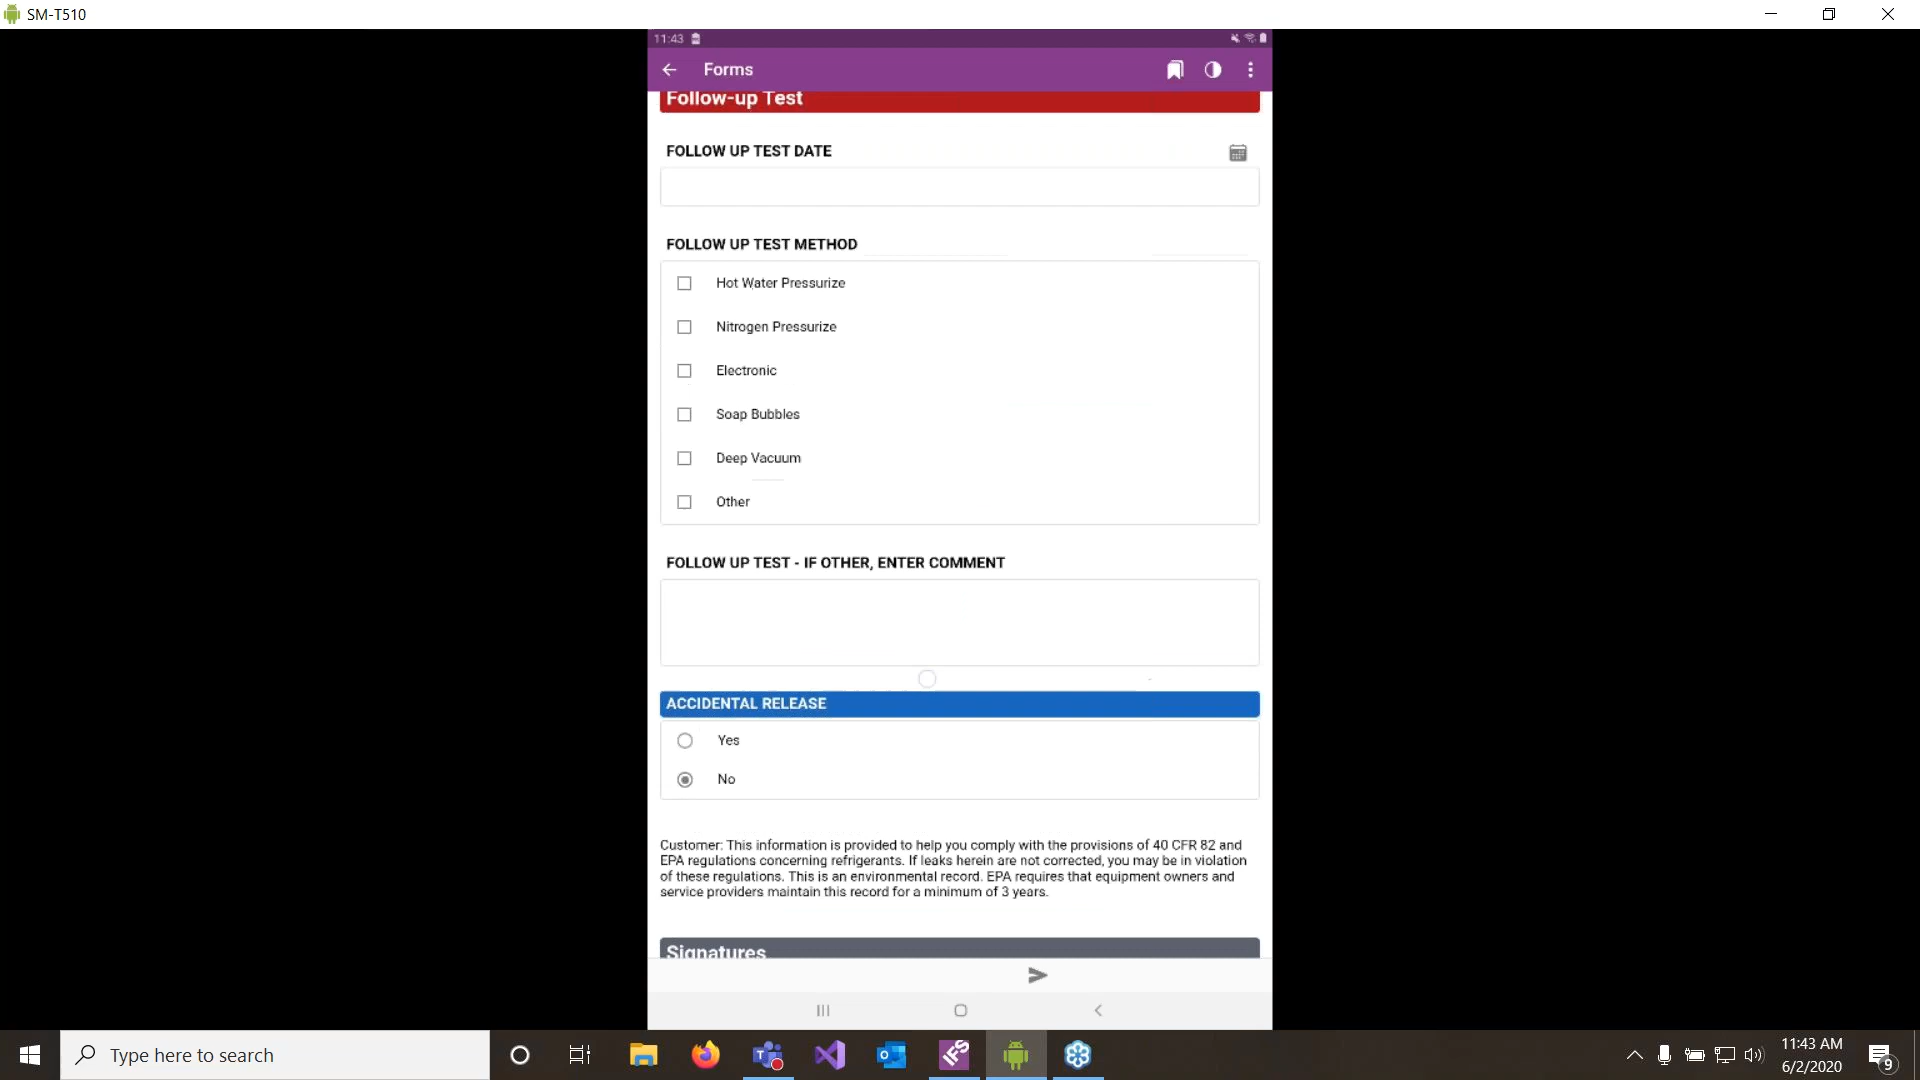 SM-T510
11:43
Forms
Follow-up Test
FOLLOW UP TEST DATE
FOLLOW UP TEST METHOD
Hot Water Pressurize
Nitrogen Pressurize
Electronic
Soap Bubbles
Deep Vacuum
Other
FOLLOW UP TEST - IF OTHER, ENTER COMMENT
ACCIDENTAL RELEASE
Yes
No
Customer: This information is provided to help you comply with the provisions of 40 CFR 82 and
EPA regulations concerning refrigerants. If leaks herein are not corrected, you may be in violation
of these regulations. This is an environmental record. EPA requires that equipment owners and
service providers maintain this record for a minimum of 3 years.
Signatures
Type here to search
11:43 AM
6/2/2020
9